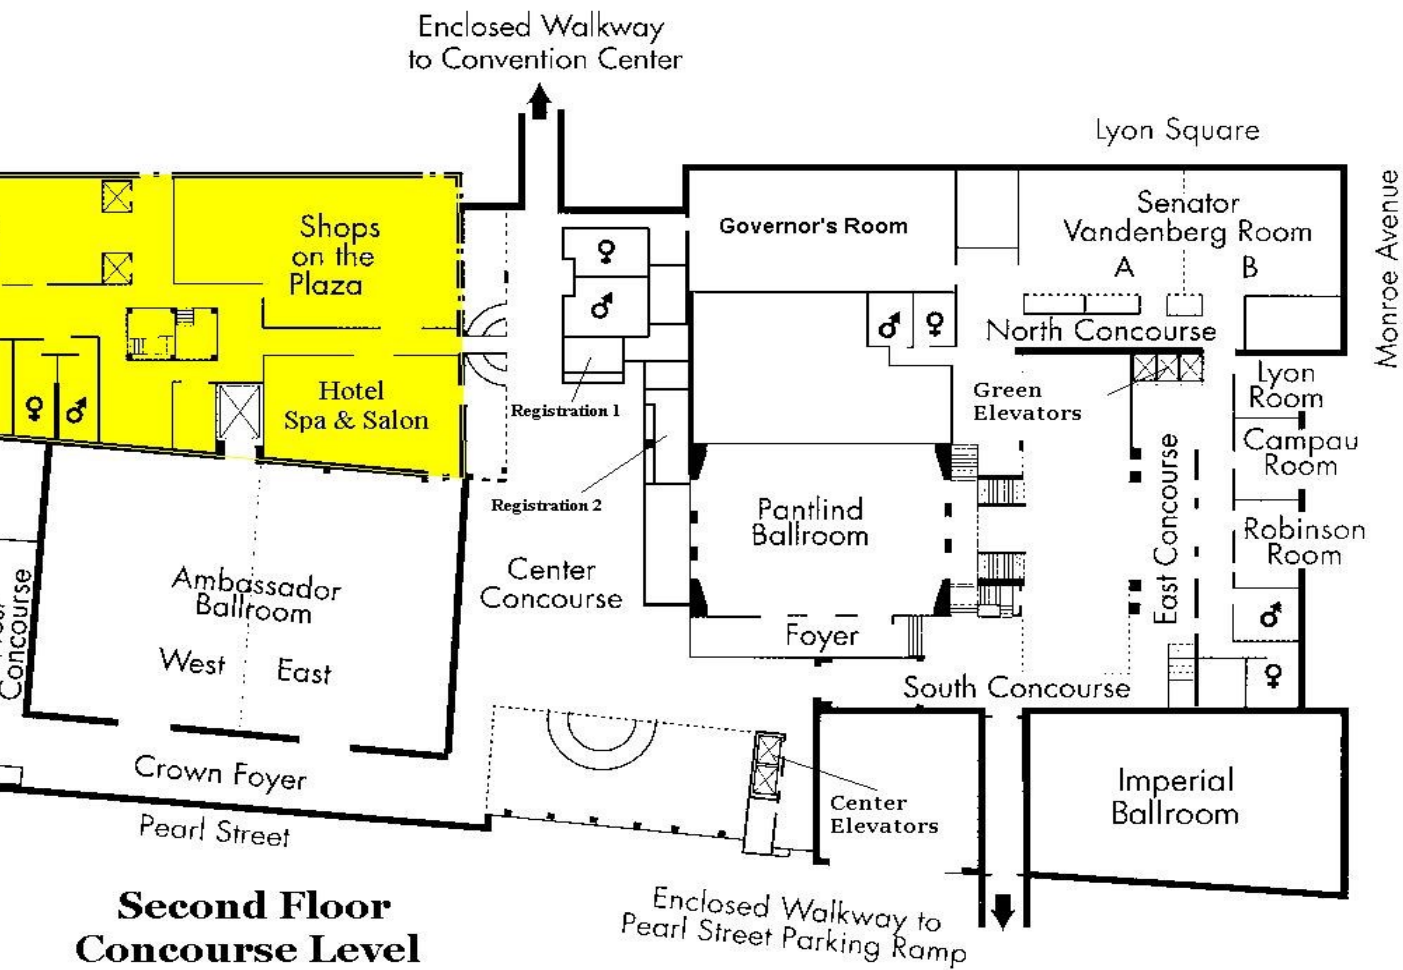 Enclosed Walkway
to Convention Center
Lyon Square
Monroe Avenue
Shops
on the
Plaza
Governor's Room
Senator
Vandenberg Room
A
B
North Concourse
Hotel
Spa & Salon
Registration 1
Green
Elevators
Lyon
Room
Campau
Room
Registration 2
Pantlind
Ballroom
East Concourse
Robinson
Room
Center
Concourse
Ambassador
Ballroom
West
East
Concourse
Foyer
South Concourse
Crown Foyer
Pearl Street
Center
Elevators
Imperial
Ballroom
Second Floor
Concourse Level
Enclosed Walkway to
Pearl Street Parking Ramp